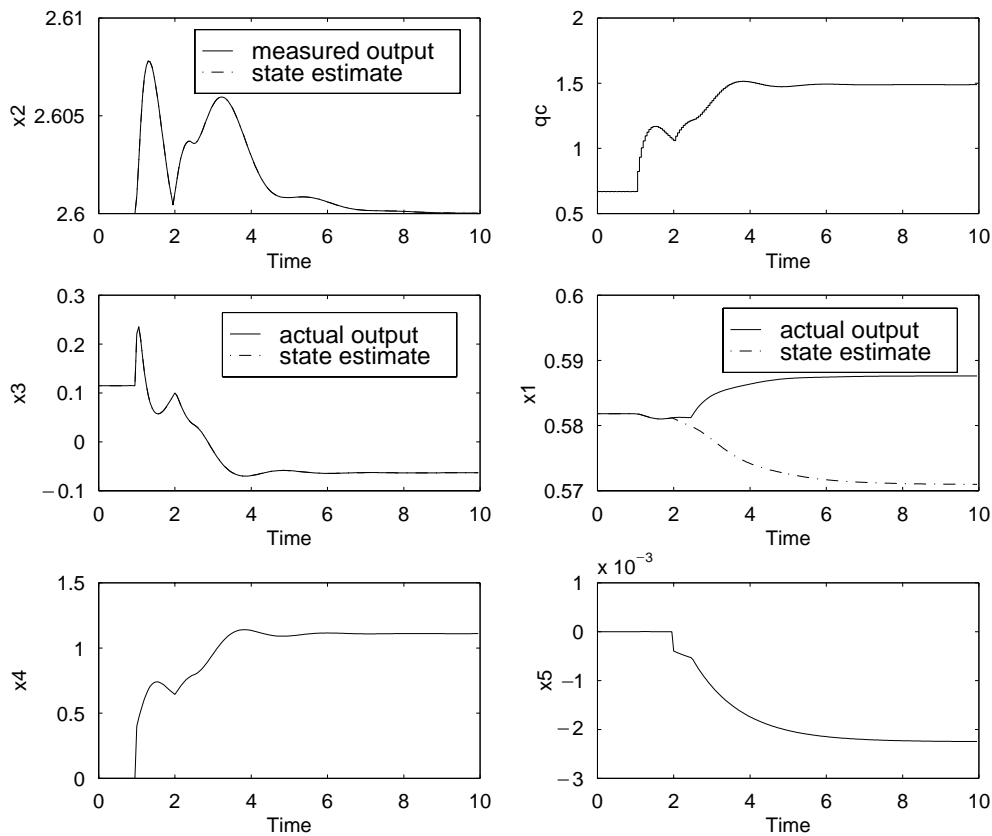 2.61
2.605
2.6
x2
measured output
state estimate
0 2 4 6 8 10
Time
2
1.5
1
0.5
qc
0 2 4 6 8 10
Time
0.3
0.2
0.1
0
−0.1
x3
actual output
state estimate
0 2 4 6 8 10
Time
0.6
0.59
0.58
0.57
x1
actual output
state estimate
0 2 4 6 8 10
Time
1.5
1
0.5
0
x4
0 2 4 6 8 10
Time
x 10−3
1
0
−1
−2
−3
x5
0 2 4 6 8 10
Time